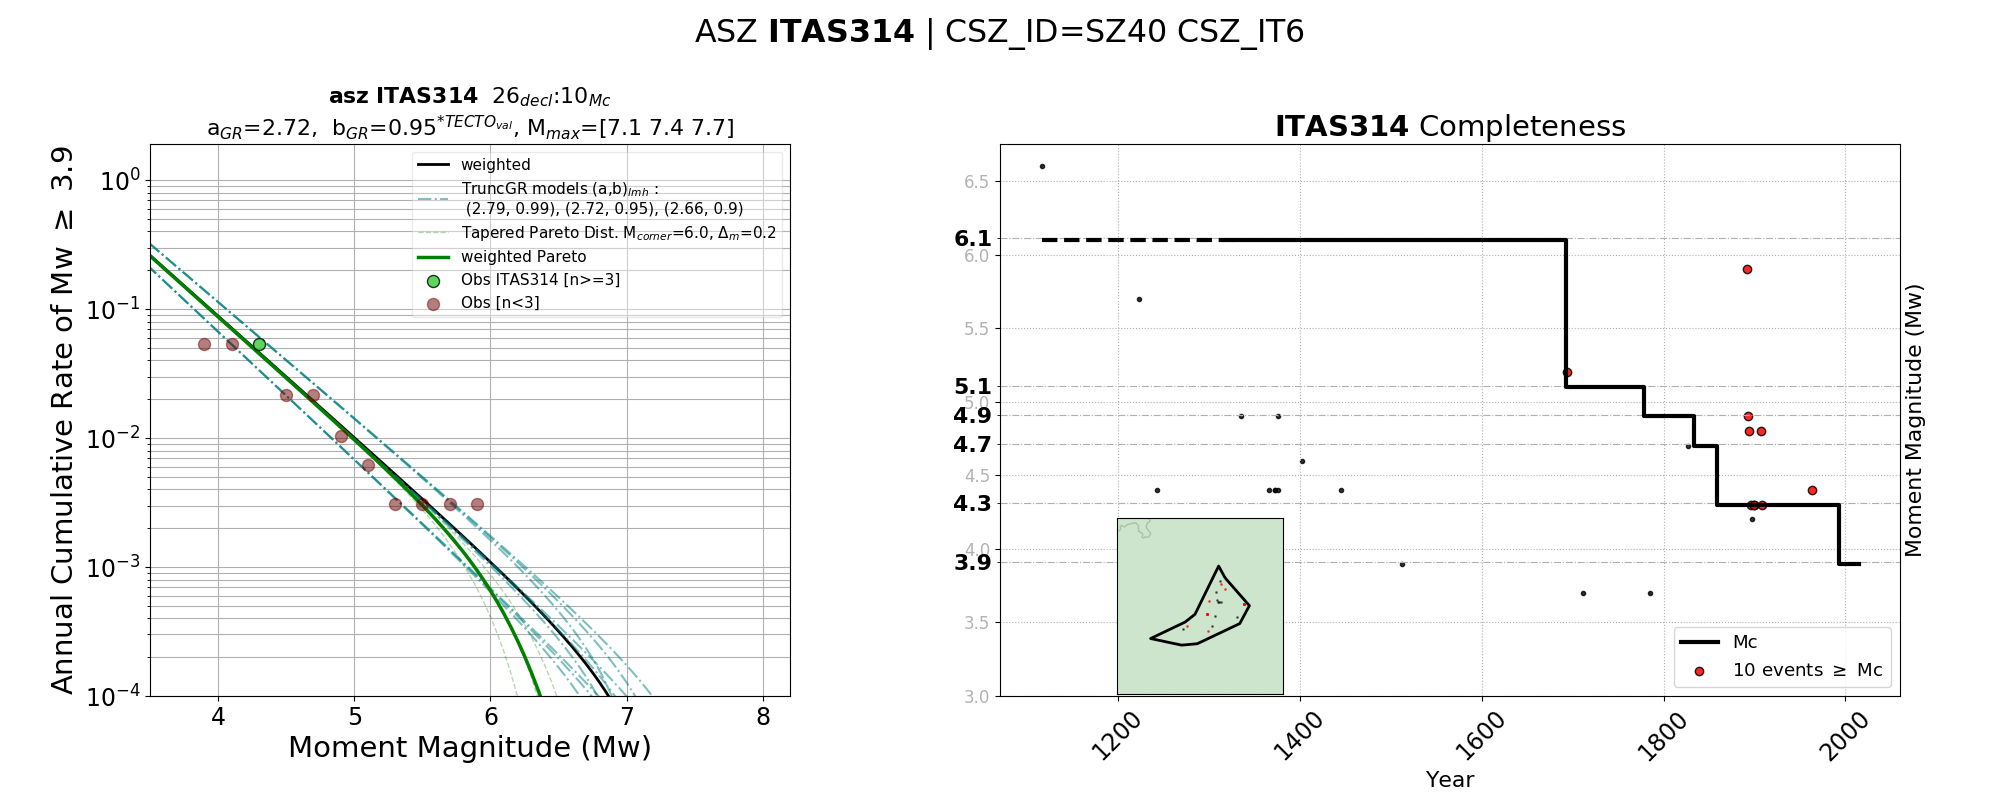 ASZ ITAS314 | CSZ_ID=SZ40 CSZ_IT6
asz ITAS314 26decl:10Mc
aGR=2.72, bGR=0.95*TECTOval, Mmax=[7.1 7.4 7.7]
Annual Cumulative Rate of Mw ≥ 3.9
10^0
10^−1
10^−2
10^−3
10^−4
weighted
TruncGR models (a,b)lmh :
(2.79, 0.99), (2.72, 0.95), (2.66, 0.9)
Tapered Pareto Dist. Mcorner=6.0, Δm=0.2
weighted Pareto
Obs ITAS314 [n>=3]
Obs [n<3]
4 5 6 7 8
Moment Magnitude (Mw)
ITAS314 Completeness
6.5
6.1
6.0
5.5
5.1
5.0
4.9
4.7
4.5
4.3
4.0
3.9
3.5
3.0
Moment Magnitude (Mw)
Mc
10 events ≥ Mc
1200 1400 1600 1800 2000
Year